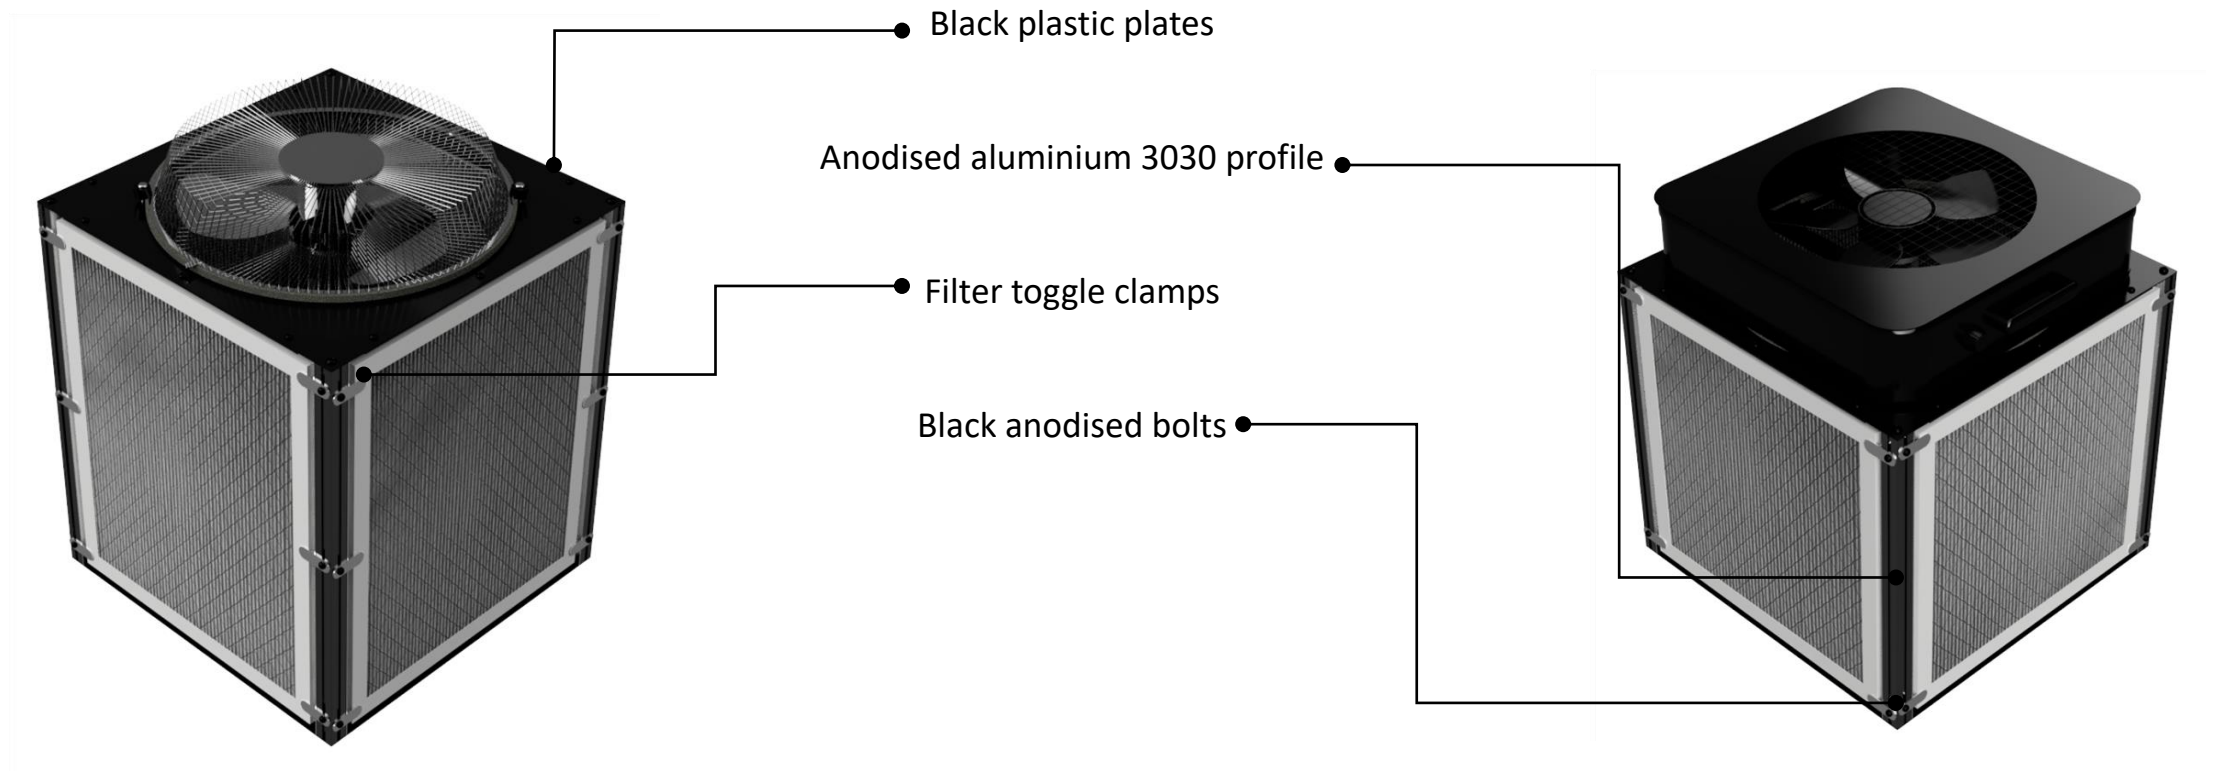 Black plastic plates
Anodised aluminium 3030 profile
Filter toggle clamps
Black anodised bolts